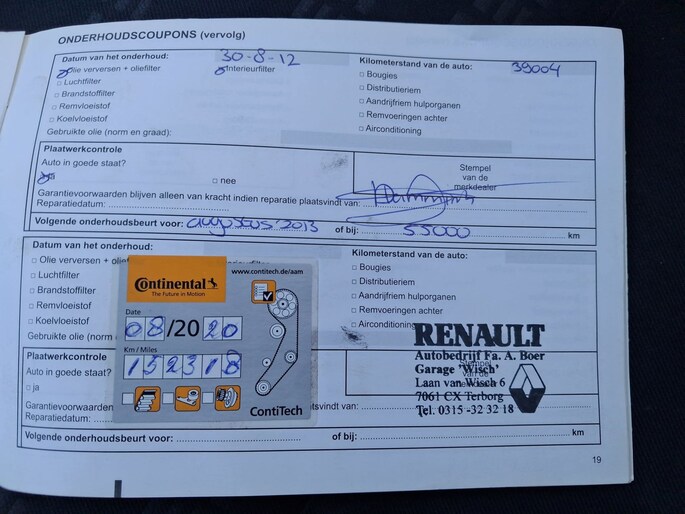 ONDERHOUDSCOUPONS (vervolg)
Datum van het onderhoud: 30-8-12 Kilometerstand van de auto: 39004
Olie verversen + oliefilter Interieurfilter □ Bougies
□ Luchtfilter □ Distributieriem
□ Brandstoffilter □ Aandrijfriem hulporganen
□ Remvloeistof □ Remvoeringen achter
□ Koelvloeistof □ Airconditioning
Gebruikte olie (norm en graad):
Plaatwerkcontrole
Auto in goede staat?
□ nee
Stempel
van de
merkdealer
Garantievoorwaarden blijven alleen van kracht indien reparatie plaatsvindt van:
Reparatiedatum:
Volgende onderhoudsbeurt voor: augustus 2013 of bij: 55000 km
Datum van het onderhoud: Kilometerstand van de auto:
□ Olie verversen + □ Bougies
□ Luchtfilter □ Distributieriem
□ Brandstoffilter □ Aandrijfriem hulporganen
□ Remvloeistof □ Remvoeringen achter
□ Koelvloeistof □ Airconditioning
Gebruikte olie (norm
Plaatwerkcontrole
Auto in goede staat?
□ ja
Garantievoorwaarden plaatsvindt van:
Reparatiedatum:
Volgende onderhoudsbeurt voor: of bij: km
www.contitech.de/aam
Continental
The Future in Motion
Date
08/2020
Km / Miles
152318
ContiTech
RENAULT
Autobedrijf Fa. A. Boer
Garage 'Wisch'
Laan van Wisch 6
7061 CX Terborg
Tel. 0315 -32 32 18
19